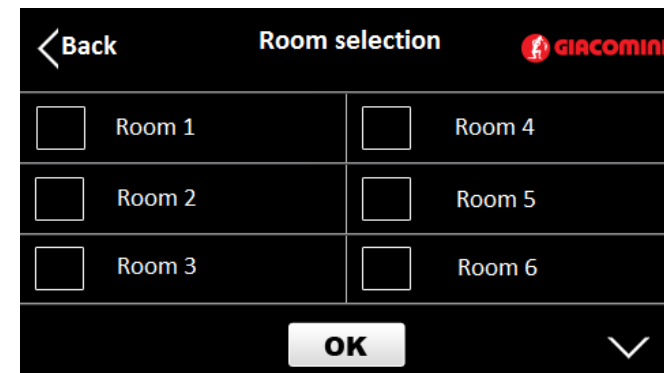 Back
Room selection
GIACOMINI
Room 1
Room 4
Room 2
Room 5
Room 3
Room 6
OK